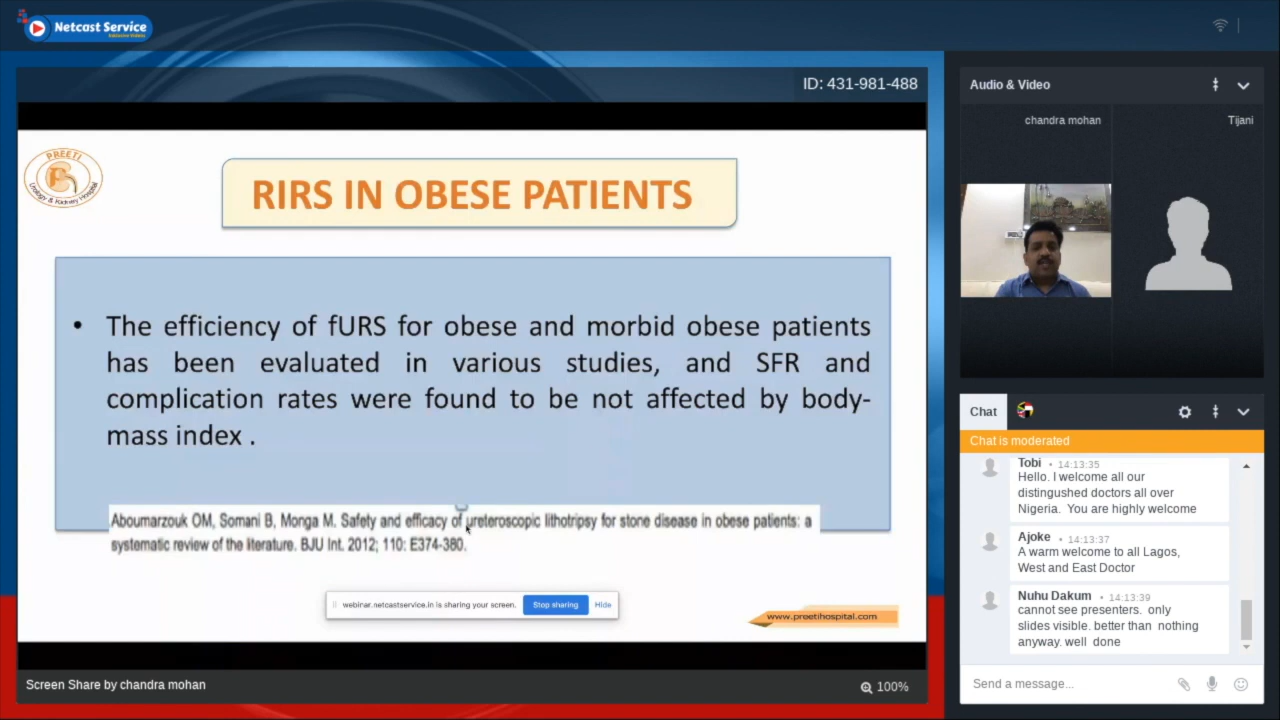 Netcast Service
ID: 431-981-488
PREETI
Urology & Kidney Hospital
RIRS IN OBESE PATIENTS
• The efficiency of fURS for obese and morbid obese patients
has been evaluated in various studies, and SFR and
complication rates were found to be not affected by body-
mass index .
Aboumarzouk OM, Somani B, Monga M. Safety and efficacy of ureteroscopic lithotripsy for stone disease in obese patients: a
systematic review of the literature. BJU Int. 2012; 110: E374-380.
webinar.netcastservice.in is sharing your screen. Stop sharing Hide
www.preetihospital.com
Screen Share by chandra mohan
100%
Audio & Video
chandra mohan
Tijani
Chat
Chat is moderated
Tobi • 14:13:35
Hello. I welcome all our
distingushed doctors all over
Nigeria. You are highly welcome
Ajoke • 14:13:37
A warm welcome to all Lagos,
West and East Doctor
Nuhu Dakum • 14:13:39
cannot see presenters. only
slides visible. better than nothing
anyway. well done
Send a message...